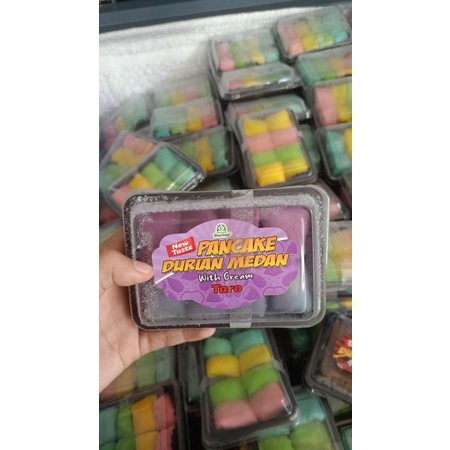 New
Taste
PANCAKE
DURIAN MEDAN
With Cream
Taro